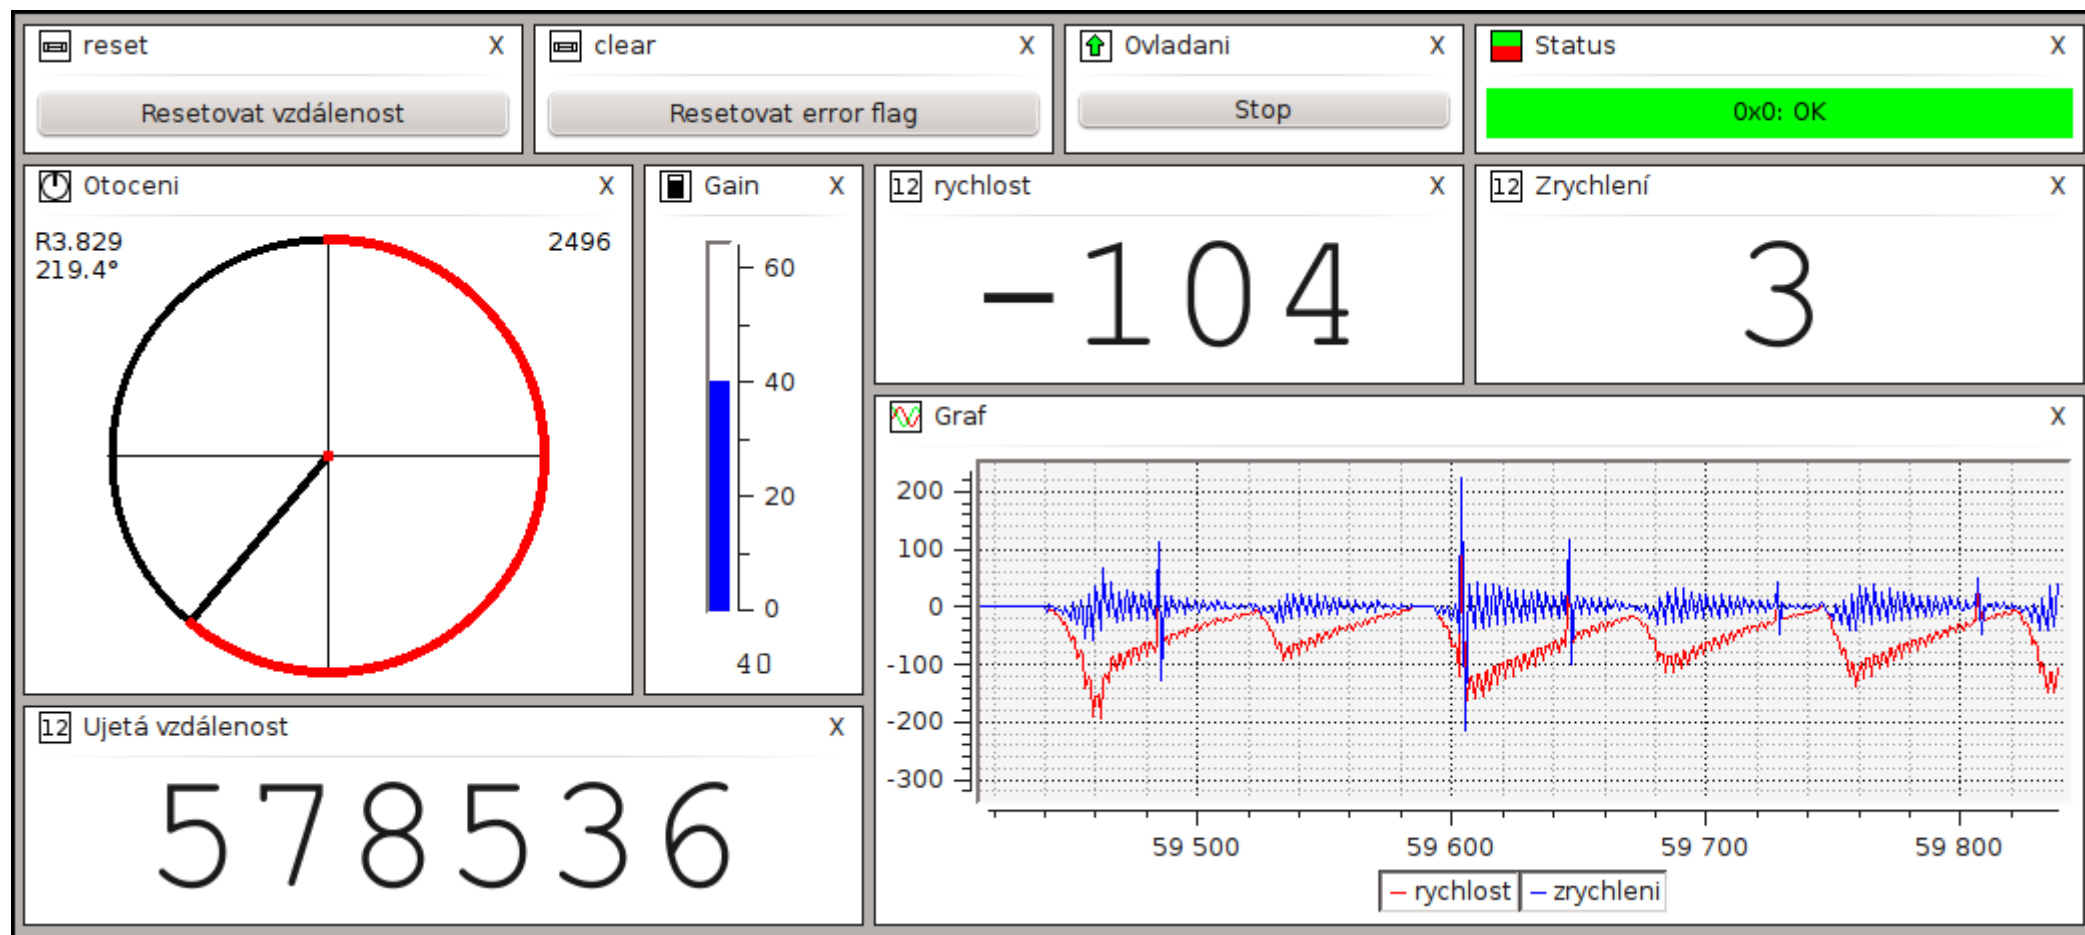 reset X
Resetovat vzdálenost
clear X
Resetovat error flag
Ovladani X
Stop
Status X
0x0: OK
Otoceni X
R3.829
219.4°
2496
Gain X
60
40
20
0
40
12 rychlost X
-104
12 Zrychlení X
3
Graf X
200
100
0
-100
-200
-300
59 500 59 600 59 700 59 800
rychlost zrychleni
12 Ujetá vzdálenost X
578536